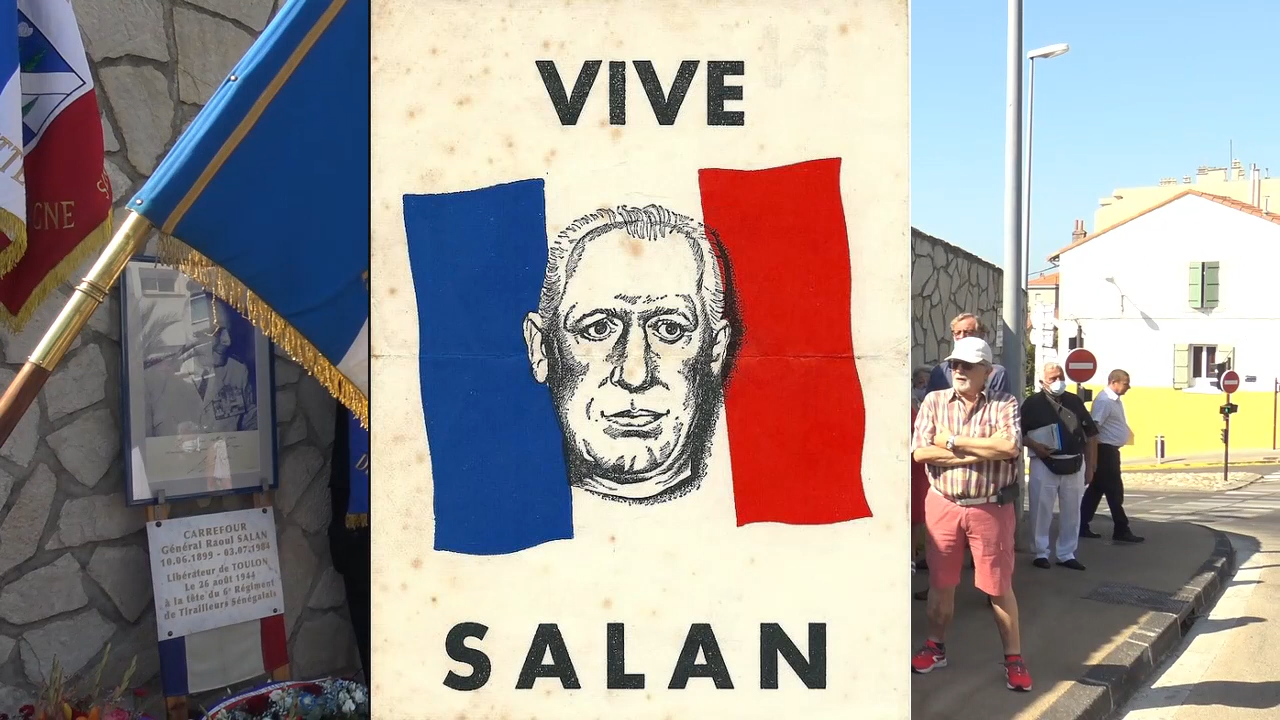 CNE
CARREFOUR
Général Raoul SALAN
10.06.1899 - 03.07.1984
Libérateur de TOULON
Le 26 août 1944
à la tête du 6e Régiment
de Tirailleurs Sénégalais
VIVE
SALAN